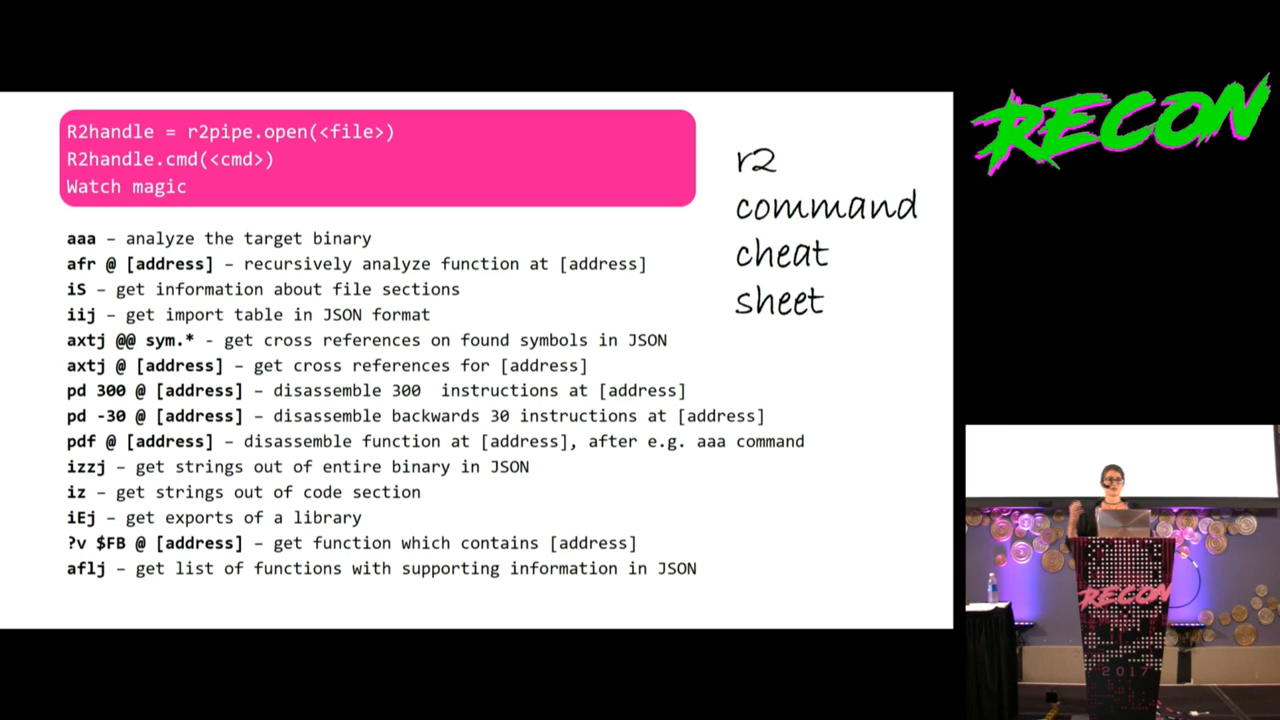 R2handle = r2pipe.open(<file>)
R2handle.cmd(<cmd>)
Watch magic
aaa – analyze the target binary
afr @ [address] – recursively analyze function at [address]
iS – get information about file sections
iij – get import table in JSON format
axtj @@ sym.* - get cross references on found symbols in JSON
axtj @ [address] – get cross references for [address]
pd 300 @ [address] – disassemble 300  instructions at [address]
pd -30 @ [address] – disassemble backwards 30 instructions at [address]
pdf @ [address] – disassemble function at [address], after e.g. aaa command
izzj – get strings out of entire binary in JSON
iz – get strings out of code section
iEj – get exports of a library
?v $FB @ [address] – get function which contains [address]
aflj – get list of functions with supporting information in JSON
r2
command
cheat
sheet
RECON
RECON
2017